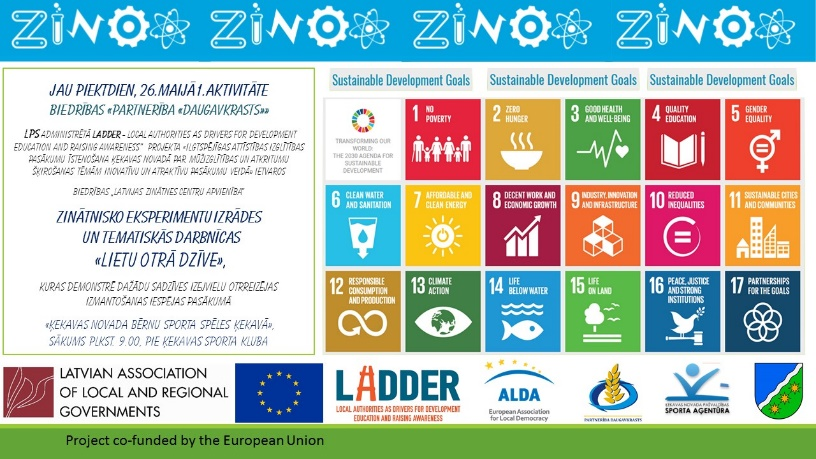 ZINOO ZINOO ZINOO ZINOO
JAU PIEKTDIEN, 26.MAIJĀ 1. AKTIVITĀTE
BIEDRĪBAS «PARTNERĪBA «DAUGAVKRASTS»»
LPS ADMINISTRĒTĀ LADDER - LOCAL AUTHORITIES AS DRIVERS FOR DEVELOPMENT
EDUCATION AND RAISING AWARENESS" PROJEKTA «ILGTSPĒJĪGAS ATTĪSTĪBAS IZGLĪTĪBAS
PASĀKUMU ĪSTENOŠANA ĶEKAVAS NOVADĀ PAR MŪŽIZGLĪTĪBAS UN ATKRITUMU
ŠĶIROŠANAS TĒMĀM INOVATĪVU UN ATRAKTĪVU PASĀKUMU VEIDĀ» IETVAROS
BIEDRĪBAS „LATVIJAS ZINĀTNES CENTRU APVIENĪBA"
ZINĀTNISKO EKSPERIMENTU IZRĀDES
UN TEMATISKĀS DARBNĪCAS
«LIETU OTRĀ DZĪVE»,
KURAS DEMONSTRĒ DAŽĀDU SADZĪVES IZEJVIELU OTRREIZĒJAS
IZMANTOŠANAS IESPĒJAS PASĀKUMĀ
«ĶEKAVAS NOVADA BĒRNU SPORTA SPĒLES ĶEKAVĀ»,
SĀKUMS PLKST. 9.00, PIE ĶEKAVAS SPORTA KLUBA
Sustainable Development Goals Sustainable Development Goals Sustainable Development Goals
TRANSFORMING OUR
WORLD:
THE 2030 AGENDA FOR
SUSTAINABLE
DEVELOPMENT
1 NO
POVERTY
2 ZERO
HUNGER
3 GOOD HEALTH
AND WELL-BEING
4 QUALITY
EDUCATION
5 GENDER
EQUALITY
6 CLEAN WATER
AND SANITATION
7 AFFORDABLE AND
CLEAN ENERGY
8 DECENT WORK AND
ECONOMIC GROWTH
9 INDUSTRY, INNOVATION
AND INFRASTRUCTURE
10 REDUCED
INEQUALITIES
11 SUSTAINABLE CITIES
AND COMMUNITIES
12 RESPONSIBLE
CONSUMPTION
AND PRODUCTION
13 CLIMATE
ACTION
14 LIFE
BELOW WATER
15 LIFE
ON LAND
16 PEACE, JUSTICE
AND STRONG
INSTITUTIONS
17 PARTNERSHIPS
FOR THE GOALS
LATVIAN ASSOCIATION
OF LOCAL AND REGIONAL
GOVERNMENTS
LADDER
LOCAL AUTHORITIES AS DRIVERS FOR DEVELOPMENT
EDUCATION AND RAISING AWARENESS
ALDA
European Association
for Local Democracy
PARTNERĪBA DAUGAVKRASTS
ĶEKAVAS NOVADA PAŠVALDĪBAS
SPORTA AĢENTŪRA
Project co-funded by the European Union